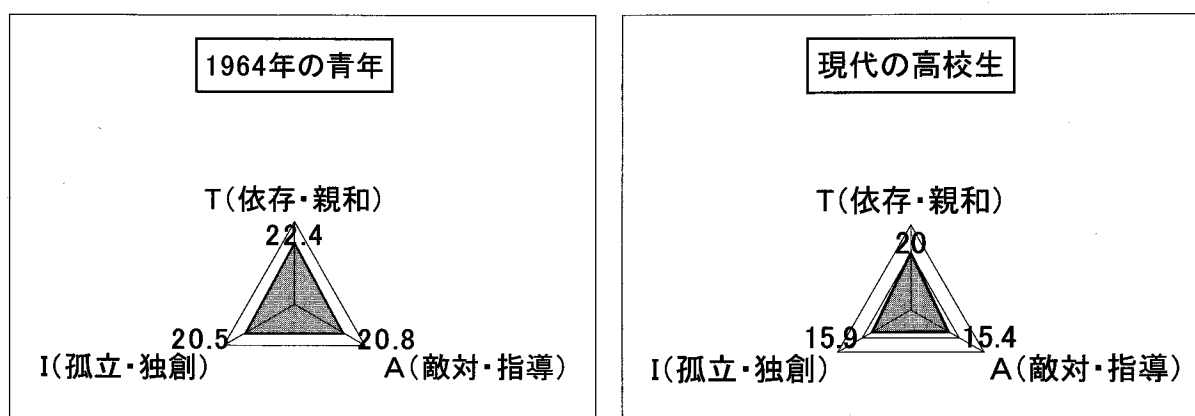 1964年の青年
T(依存・親和)
22.4
20.5
20.8
I(孤立・独創)
A(敵対・指導)
現代の高校生
T(依存・親和)
20
15.9
15.4
I(孤立・独創)
A(敵対・指導)